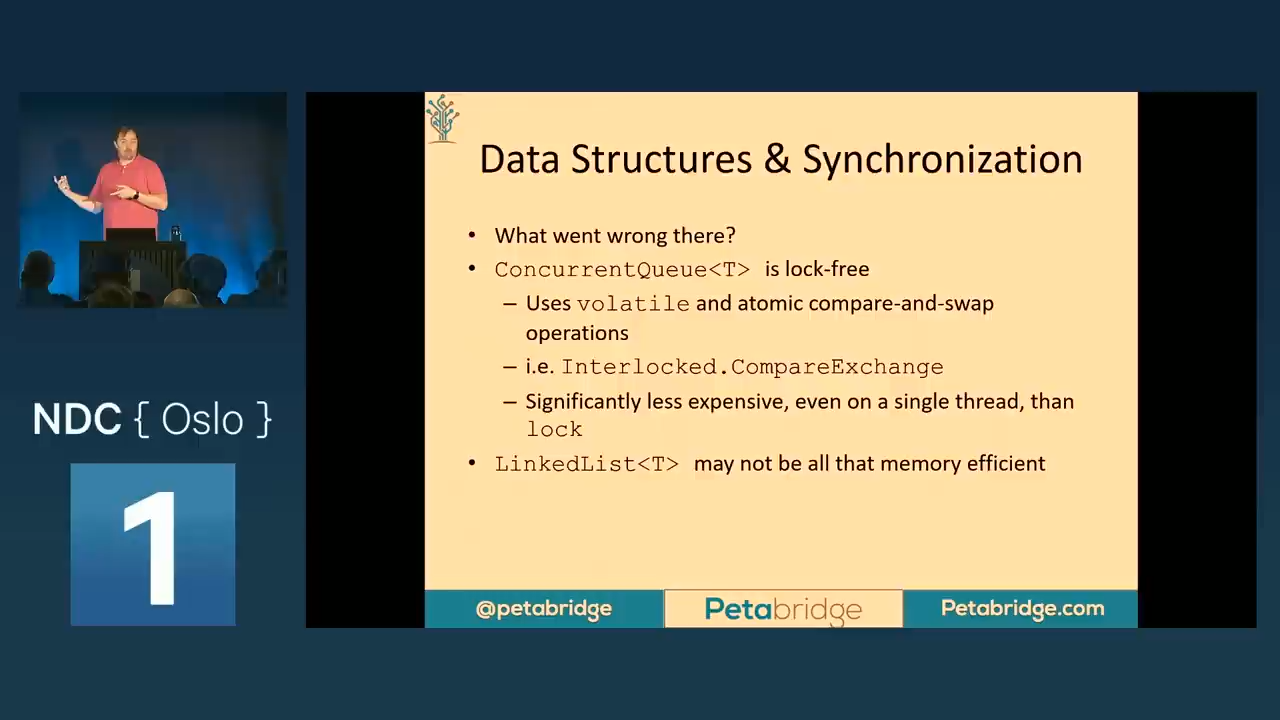 Data Structures & Synchronization
• What went wrong there?
• ConcurrentQueue<T> is lock-free
– Uses volatile and atomic compare-and-swap
operations
– i.e. Interlocked.CompareExchange
– Significantly less expensive, even on a single thread, than
lock
• LinkedList<T> may not be all that memory efficient
NDC { Oslo }
1
@petabridge
Petabridge
Petabridge.com